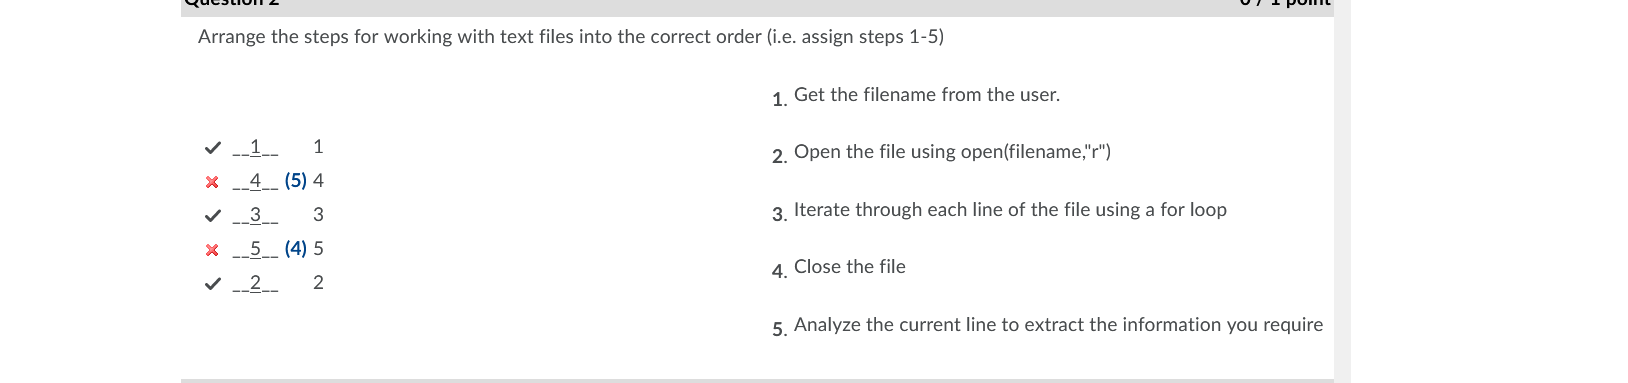 Question 2 0 / 1 point
Arrange the steps for working with text files into the correct order (i.e. assign steps 1-5)
__1__ 1
__4__ (5) 4
__3__ 3
__5__ (4) 5
__2__ 2
1. Get the filename from the user.
2. Open the file using open(filename,"r")
3. Iterate through each line of the file using a for loop
4. Close the file
5. Analyze the current line to extract the information you require